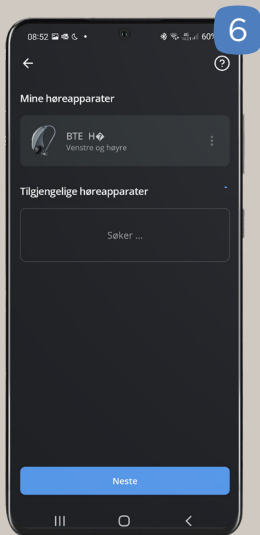 6
08:52
60%
Mine høreapparater
BTE H�
Venstre og høyre
Tilgjengelige høreapparater
Søker ...
Neste